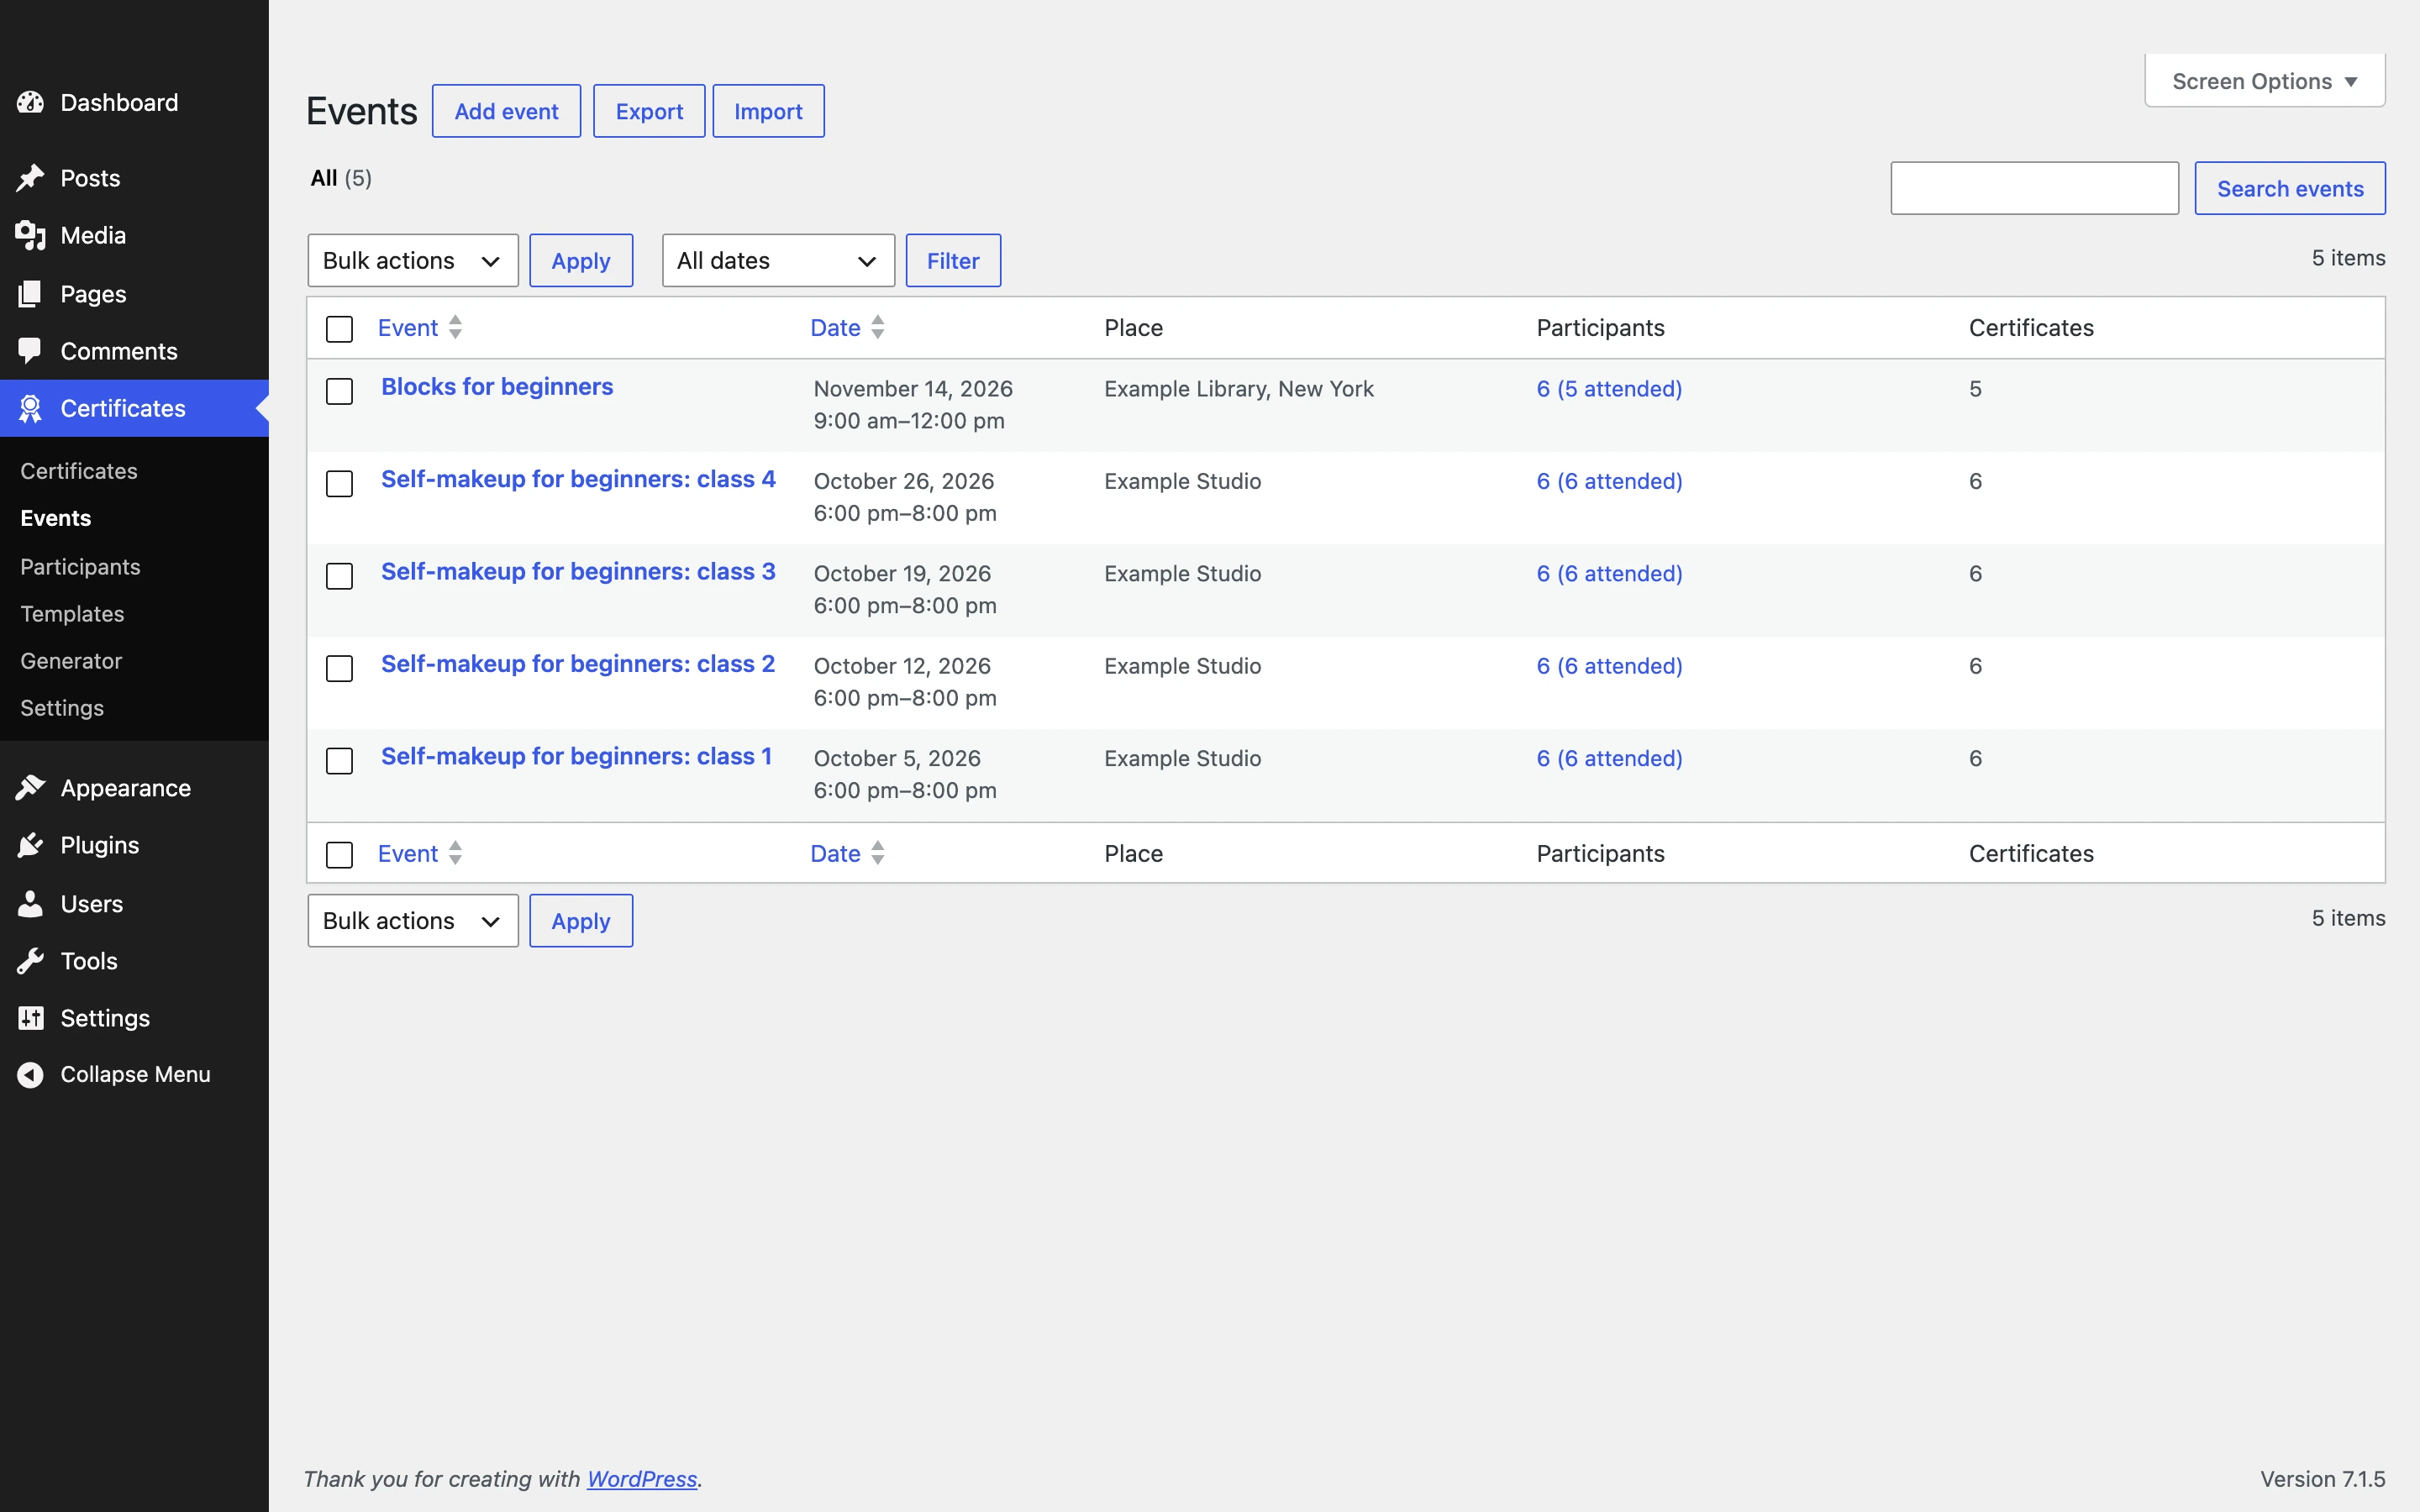 Dashboard
Posts
Media
Pages
Comments
Certificates
Certificates
Events
Participants
Templates
Generator
Settings
Appearance
Plugins
Users
Tools
Settings
Collapse Menu
Screen Options
Events Add event Export Import
All (5)
Search events
Bulk actions Apply All dates Filter 5 items
Event Date Place Participants Certificates
Blocks for beginners November 14, 2026 Example Library, New York 6 (5 attended) 5
9:00 am–12:00 pm
Self-makeup for beginners: class 4 October 26, 2026 Example Studio 6 (6 attended) 6
6:00 pm–8:00 pm
Self-makeup for beginners: class 3 October 19, 2026 Example Studio 6 (6 attended) 6
6:00 pm–8:00 pm
Self-makeup for beginners: class 2 October 12, 2026 Example Studio 6 (6 attended) 6
6:00 pm–8:00 pm
Self-makeup for beginners: class 1 October 5, 2026 Example Studio 6 (6 attended) 6
6:00 pm–8:00 pm
Event Date Place Participants Certificates
Bulk actions Apply 5 items
Thank you for creating with WordPress. Version 7.1.5